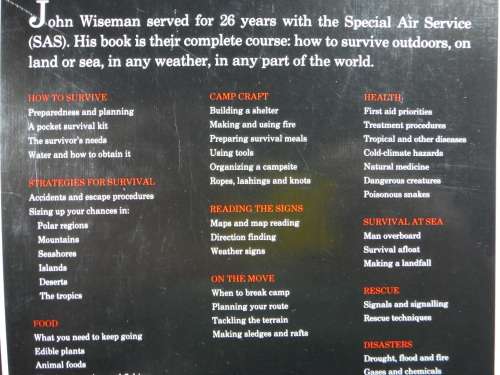 John Wiseman served for 26 years with the Special Air Service
(SAS). His book is their complete course: how to survive outdoors, on
land or sea, in any weather, in any part of the world.
HOW TO SURVIVE
Preparedness and planning
A pocket survival kit
The survivor's needs
Water and how to obtain it
STRATEGIES FOR SURVIVAL
Accidents and escape procedures
Sizing up your chances in:
Polar regions
Mountains
Seashores
Islands
Deserts
The tropics
FOOD
What you need to keep going
Edible plants
Animal foods
CAMP CRAFT
Building a shelter
Making and using fire
Preparing survival meals
Using tools
Organizing a campsite
Ropes, lashings and knots
READING THE SIGNS
Maps and map reading
Direction finding
Weather signs
ON THE MOVE
When to break camp
Planning your route
Tackling the terrain
Making sledges and rafts
HEALTH
First aid priorities
Treatment procedures
Tropical and other diseases
Cold-climate hazards
Natural medicine
Dangerous creatures
Poisonous snakes
SURVIVAL AT SEA
Man overboard
Survival afloat
Making a landfall
RESCUE
Signals and signalling
Rescue techniques
DISASTERS
Drought, flood and fire
Gases and chemicals